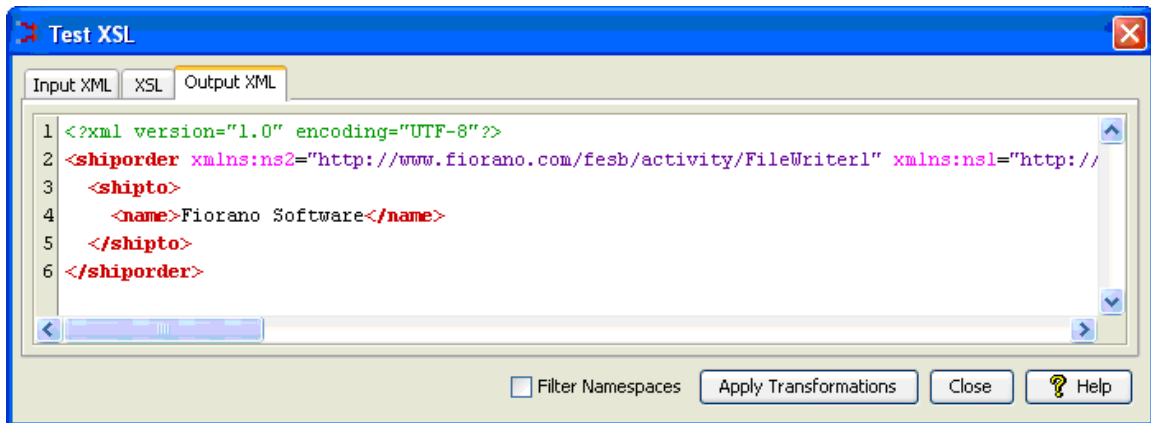 Test XSL
Input XML XSL Output XML
1 <?xml version="1.0" encoding="UTF-8"?>
2 <shiporder xmlns:ns2="http://www.fiorano.com/fesb/activity/FileWriter1" xmlns:ns1="http://
3 <shipto>
4 <name>Fiorano Software</name>
5 </shipto>
6 </shiporder>
Filter Namespaces Apply Transformations Close ? Help